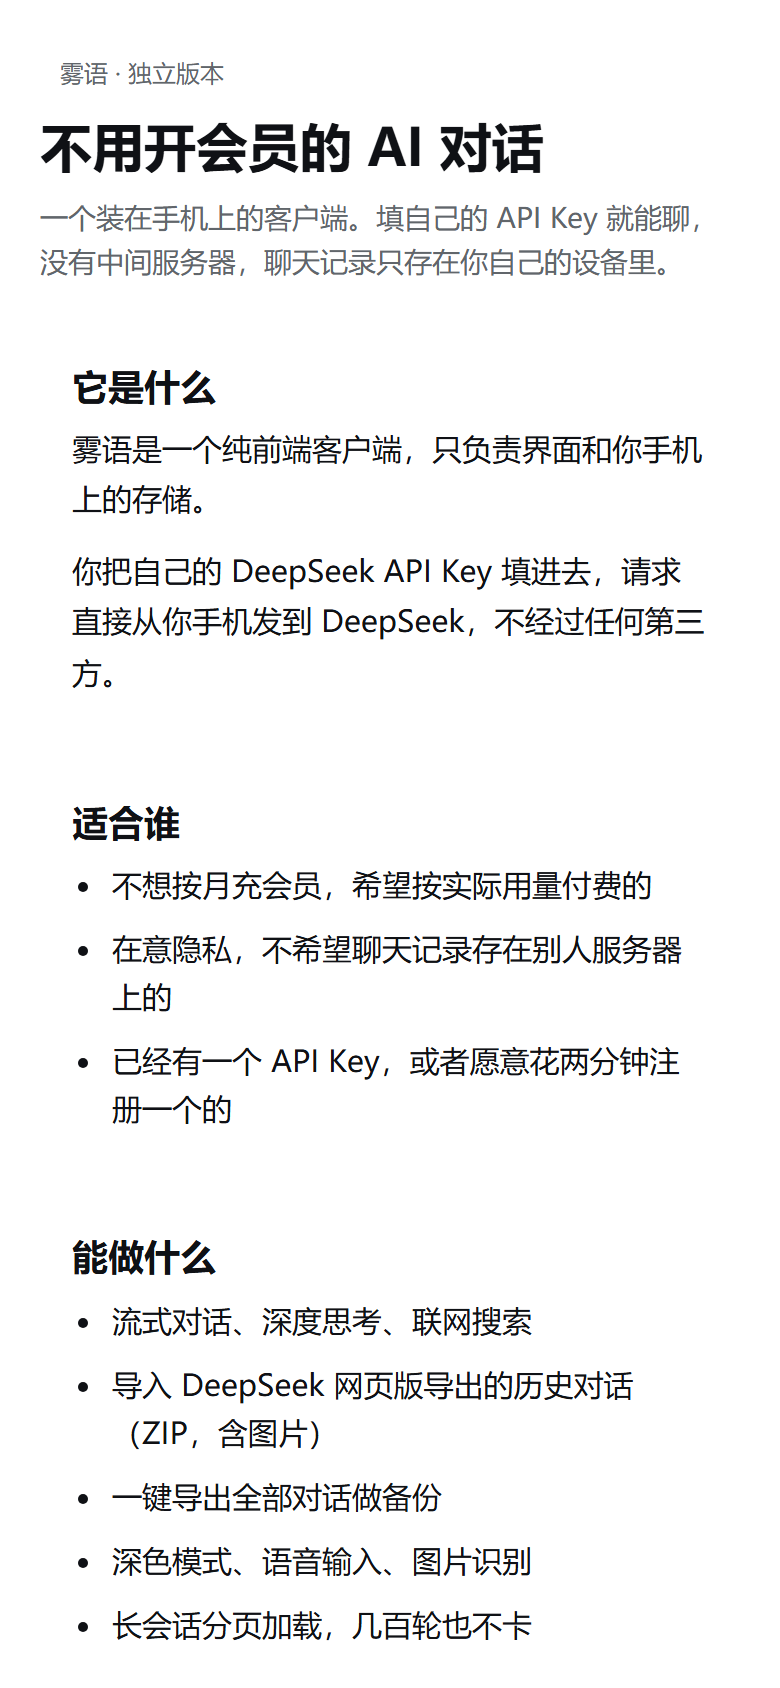 雾语 · 独立版本
不用开会员的 AI 对话
一个装在手机上的客户端。填自己的 API Key 就能聊，
没有中间服务器，聊天记录只存在你自己的设备里。
它是什么
雾语是一个纯前端客户端，只负责界面和你手机
上的存储。
你把自己的 DeepSeek API Key 填进去，请求
直接从你手机发到 DeepSeek，不经过任何第三
方。
适合谁
• 不想按月充会员，希望按实际用量付费的
• 在意隐私，不希望聊天记录存在别人服务器
上的
• 已经有一个 API Key，或者愿意花两分钟注
册一个的
能做什么
• 流式对话、深度思考、联网搜索
• 导入 DeepSeek 网页版导出的历史对话
（ZIP，含图片）
• 一键导出全部对话做备份
• 深色模式、语音输入、图片识别
• 长会话分页加载，几百轮也不卡